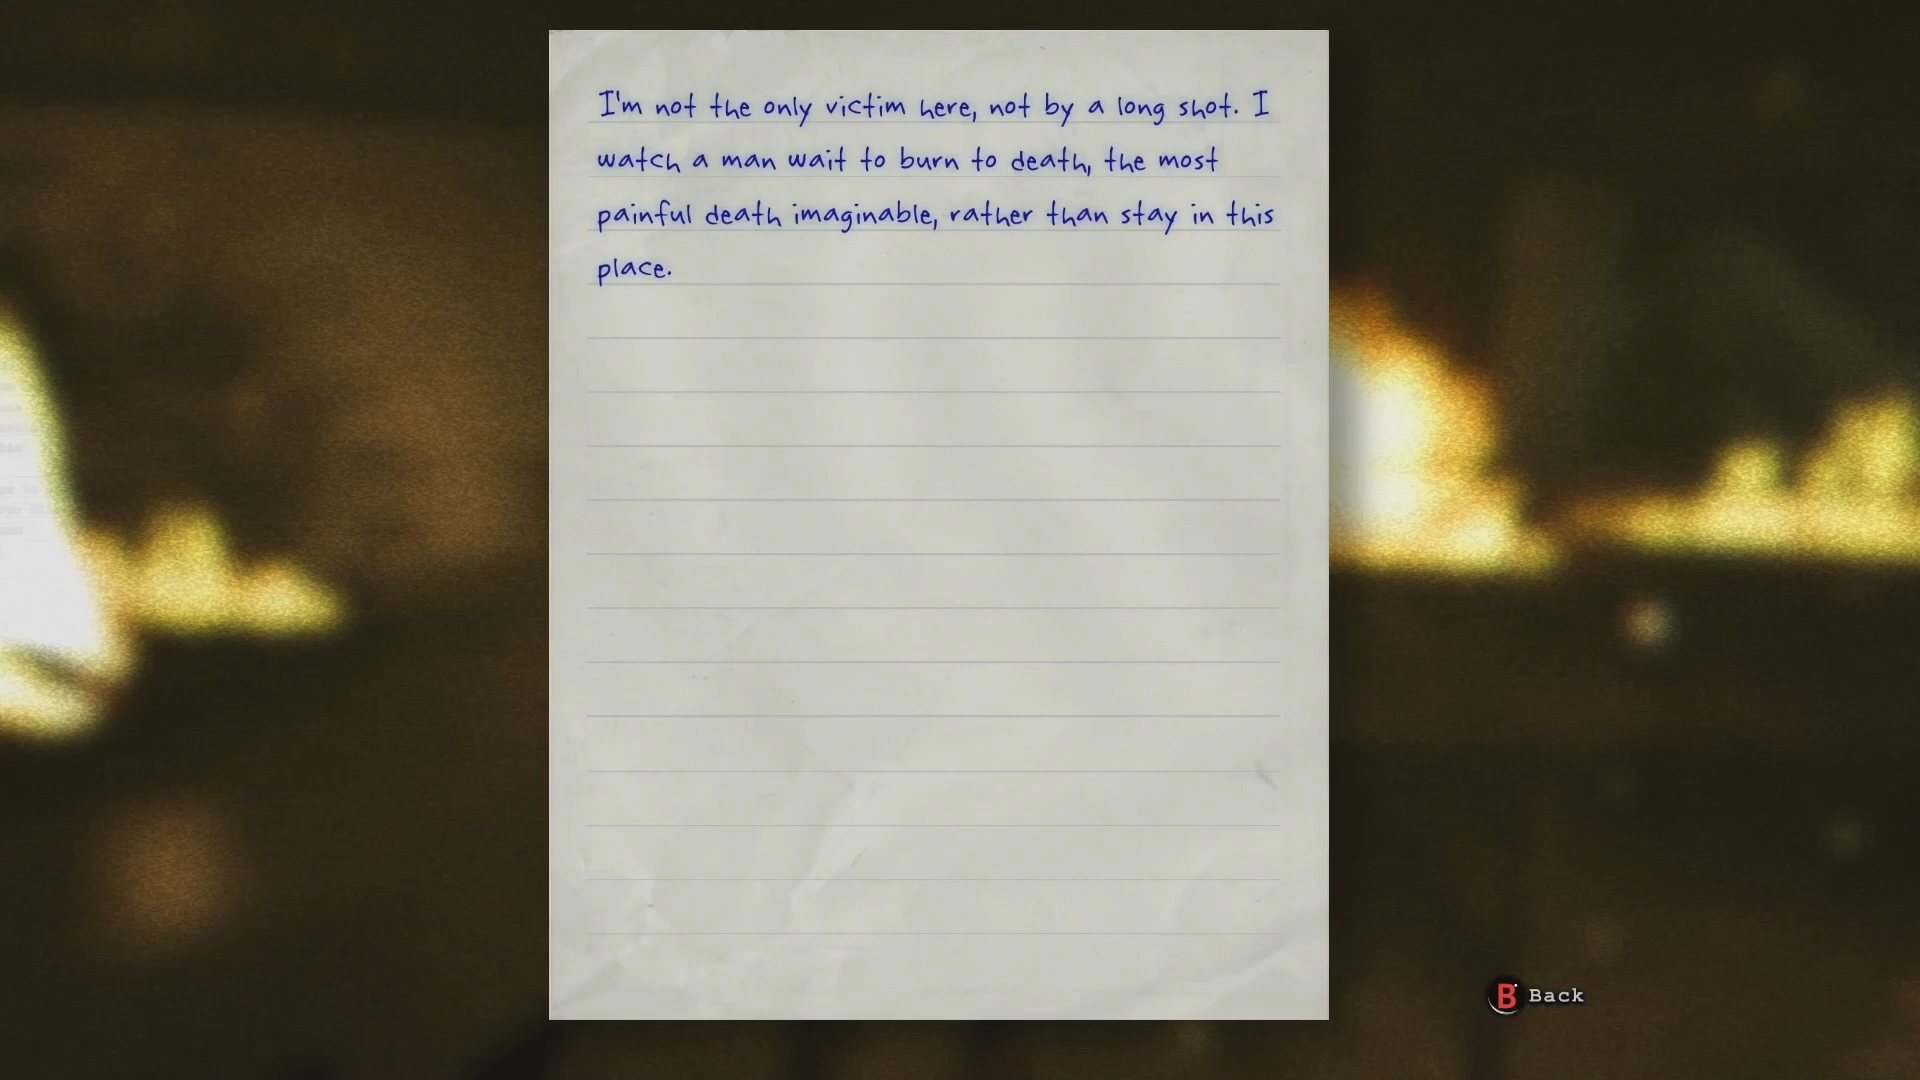 I'm not the only victim here, not by a long shot. I
watch a man wait to burn to death, the most
painful death imaginable, rather than stay in this
place.
B Back